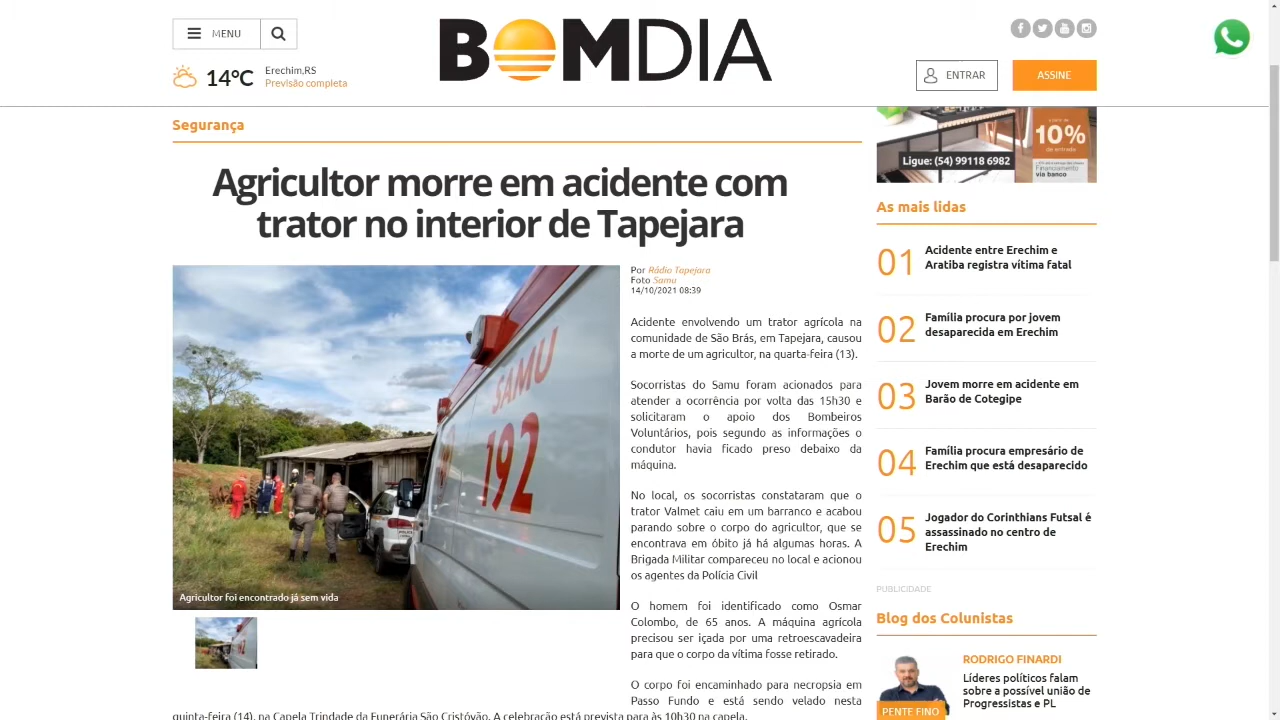 MENU
14ºC
Erechim,RS
Previsão completa
BOMDIA
ENTRAR
ASSINE
Segurança
Agricultor morre em acidente com
trator no interior de Tapejara
SAMU
192
Agricultor foi encontrado já sem vida
Por Rádio Tapejara
Foto Samu
14/10/2021 08:39
Acidente envolvendo um trator agrícola na
comunidade de São Brás, em Tapejara, causou
a morte de um agricultor, na quarta-feira (13).
Socorristas do Samu foram acionados para
atender a ocorrência por volta das 15h30 e
solicitaram o apoio dos Bombeiros
Voluntários, pois segundo as informações o
condutor havia ficado preso debaixo da
máquina.
No local, os socorristas constataram que o
trator Valmet caiu em um barranco e acabou
parando sobre o corpo do agricultor, que se
encontrava em óbito já há algumas horas. A
Brigada Militar compareceu no local e acionou
os agentes da Polícia Civil
O homem foi identificado como Osmar
Colombo, de 65 anos. A máquina agrícola
precisou ser içada por uma retroescavadeira
para que o corpo da vítima fosse retirado.
O corpo foi encaminhado para necropsia em
Passo Fundo e está sendo velado nesta
quinta-feira (14), na Capela Trindade da Funerária São Cristóvão. A celebração está prevista para às 10h30 na capela.
Ligue: (54) 99118 6982
10%
de entrada
Financiamento
via banco
As mais lidas
01 Acidente entre Erechim e
Aratiba registra vítima fatal
02 Família procura por jovem
desaparecida em Erechim
03 Jovem morre em acidente em
Barão de Cotegipe
04 Família procura empresário de
Erechim que está desaparecido
05 Jogador do Corinthians Futsal é
assassinado no centro de
Erechim
PUBLICIDADE
Blog dos Colunistas
RODRIGO FINARDI
Líderes políticos falam
sobre a possível união de
Progressistas e PL
PENTE FINO